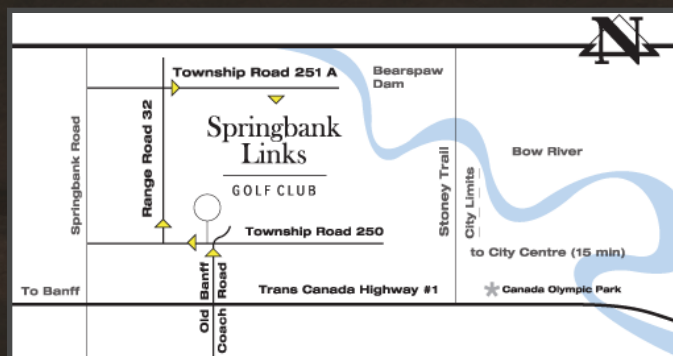 N
Township Road 251 A
Bearspaw
Dam
Springbank Road
Range Road 32
Springbank
Links
GOLF CLUB
Stoney Trail
City Limits
Bow River
Township Road 250
to City Centre (15 min)
To Banff
Old Banff
Coach Road
Trans Canada Highway #1
Canada Olympic Park